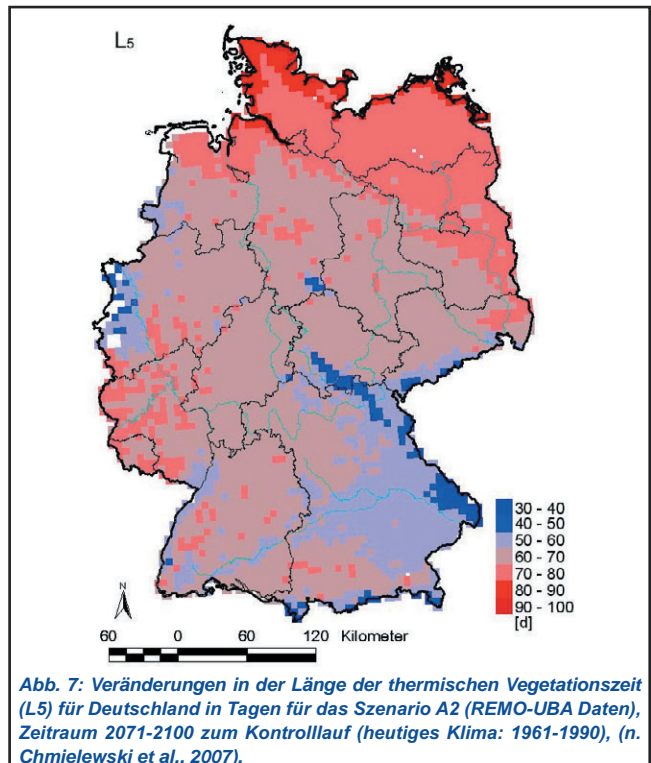 L5
30 - 40
40 - 50
50 - 60
60 - 70
70 - 80
80 - 90
90 - 100
[d]
N
60 0 60 120 Kilometer
Abb. 7: Veränderungen in der Länge der thermischen Vegetationszeit
(L5) für Deutschland in Tagen für das Szenario A2 (REMO-UBA Daten),
Zeitraum 2071-2100 zum Kontrolllauf (heutiges Klima: 1961-1990), (n.
Chmielewski et al., 2007).